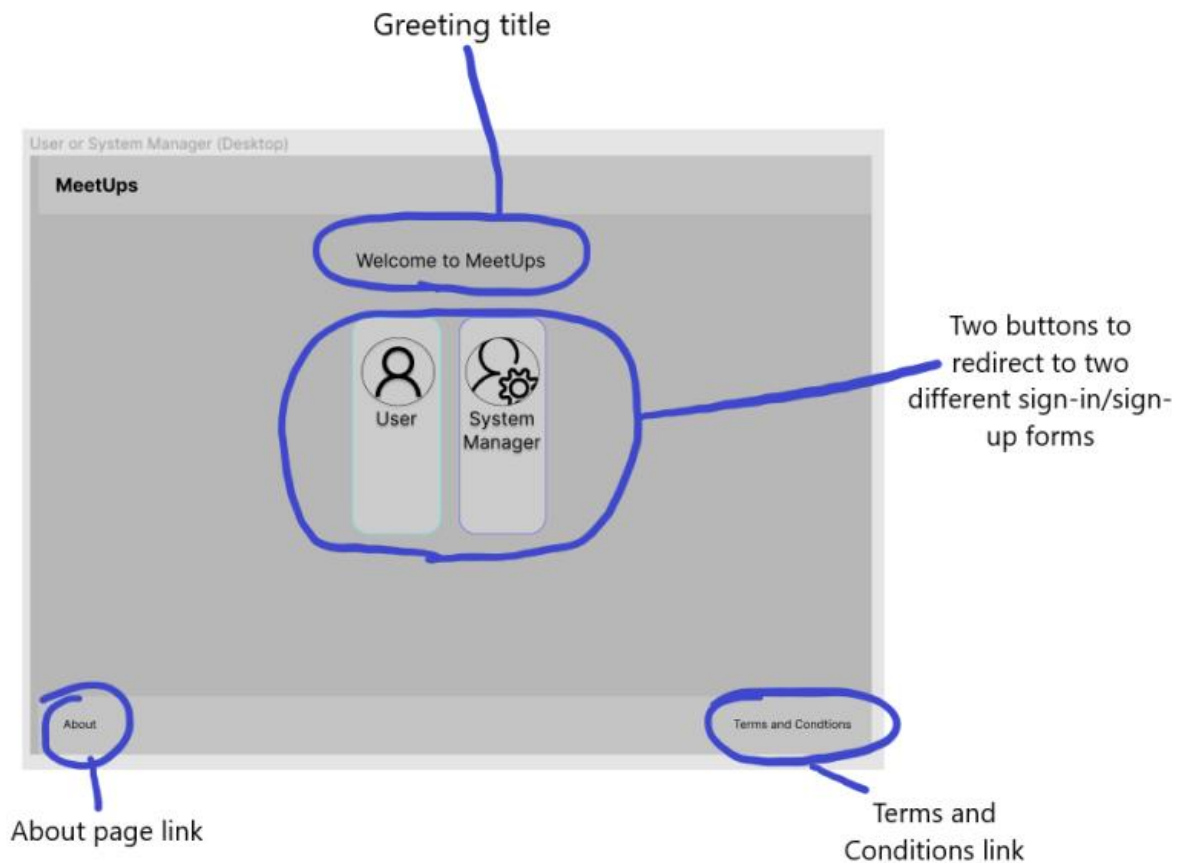 Greeting title
User or System Manager (Desktop)
MeetUps
Welcome to MeetUps
User
System
Manager
Two buttons to
redirect to two
different sign-in/sign-
up forms
About
Terms and Condtions
About page link
Terms and
Conditions link